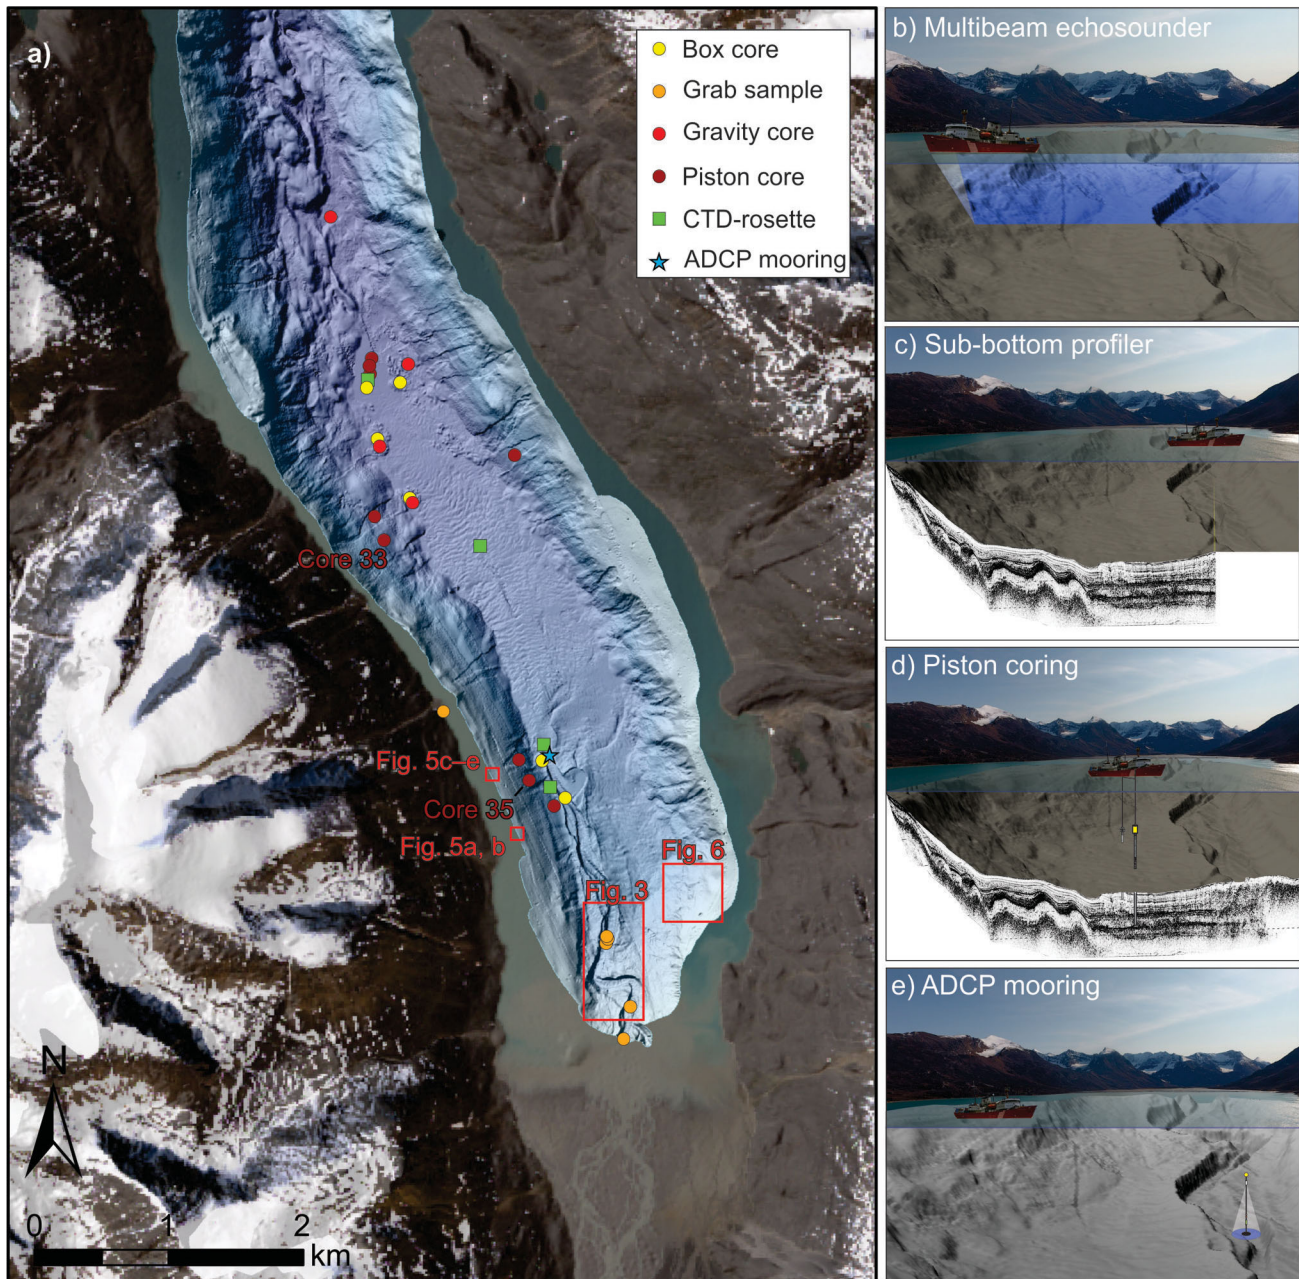 a)
Box core
Grab sample
Gravity core
Piston core
CTD-rosette
ADCP mooring
Core 33
Fig. 5c–e
Core 35
Fig. 5a, b
Fig. 6
Fig. 3
N
0 1 2
km
b) Multibeam echosounder
c) Sub-bottom profiler
d) Piston coring
e) ADCP mooring